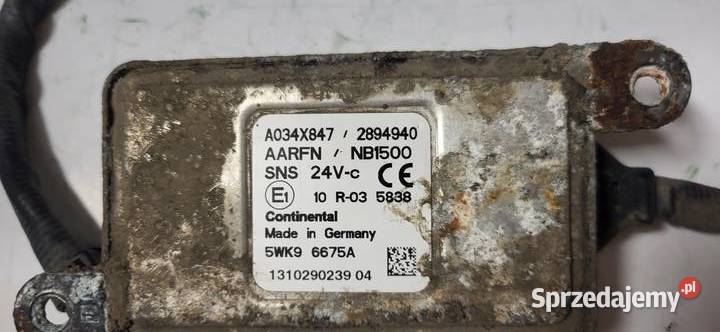 A034X847 / 2894940
AARFN / NB1500
SNS 24V-c CE
E1 10 R-03 5838
Continental
Made in Germany
5WK9 6675A
1310290239 04
Sprzedajemy.pl